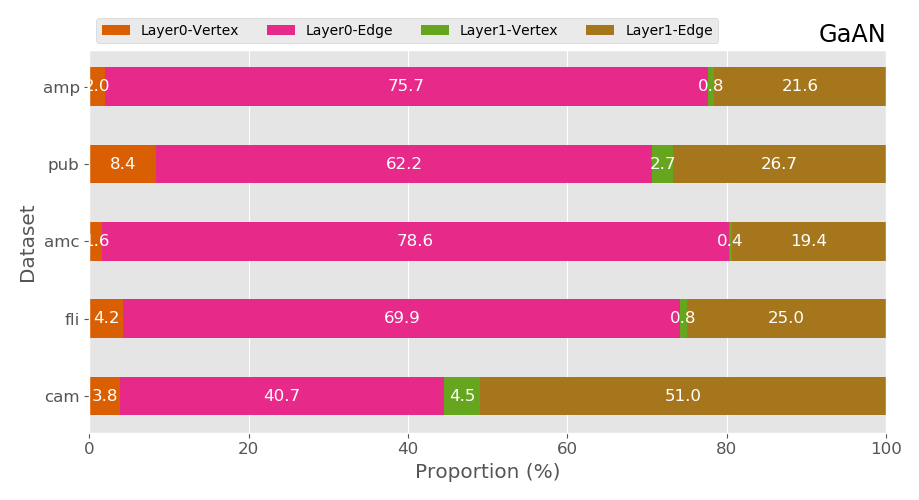 Layer0-Vertex Layer0-Edge Layer1-Vertex Layer1-Edge GaAN
amp 2.0 75.7 0.8 21.6
pub 8.4 62.2 2.7 26.7
amc 1.6 78.6 0.4 19.4
fli 4.2 69.9 0.8 25.0
cam 3.8 40.7 4.5 51.0
Dataset
0 20 40 60 80 100
Proportion (%)